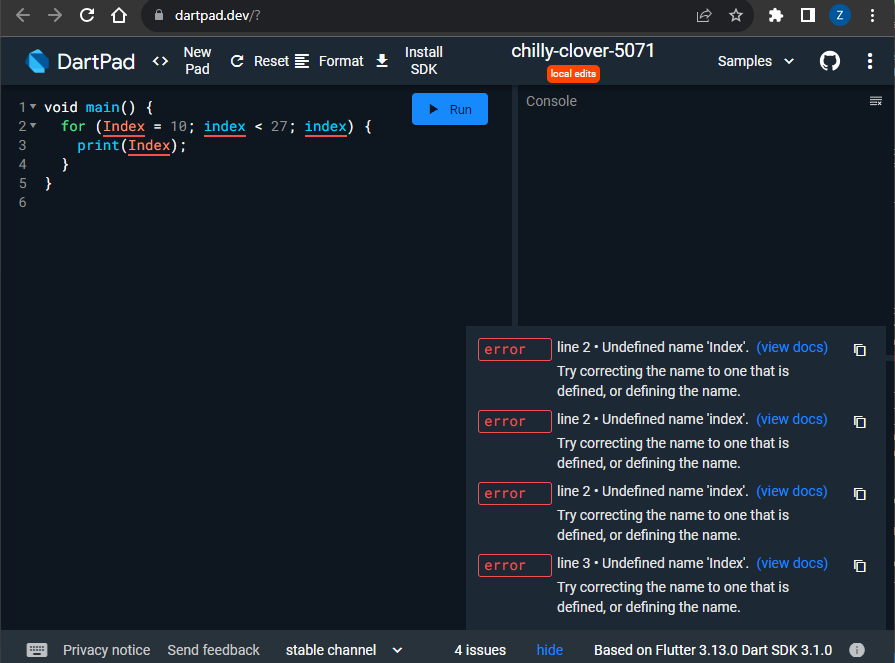 dartpad.dev/?
Z
DartPad
<> New Pad
Reset
Format
Install SDK
chilly-clover-5071
local edits
Samples
1 void main() {
2   for (Index = 10; index < 27; index) {
3     print(Index);
4   }
5 }
6
Run
Console
error line 2 • Undefined name 'Index'. (view docs)
Try correcting the name to one that is
defined, or defining the name.
error line 2 • Undefined name 'index'. (view docs)
Try correcting the name to one that is
defined, or defining the name.
error line 2 • Undefined name 'index'. (view docs)
Try correcting the name to one that is
defined, or defining the name.
error line 3 • Undefined name 'Index'. (view docs)
Try correcting the name to one that is
defined, or defining the name.
Privacy notice Send feedback stable channel 4 issues hide Based on Flutter 3.13.0 Dart SDK 3.1.0